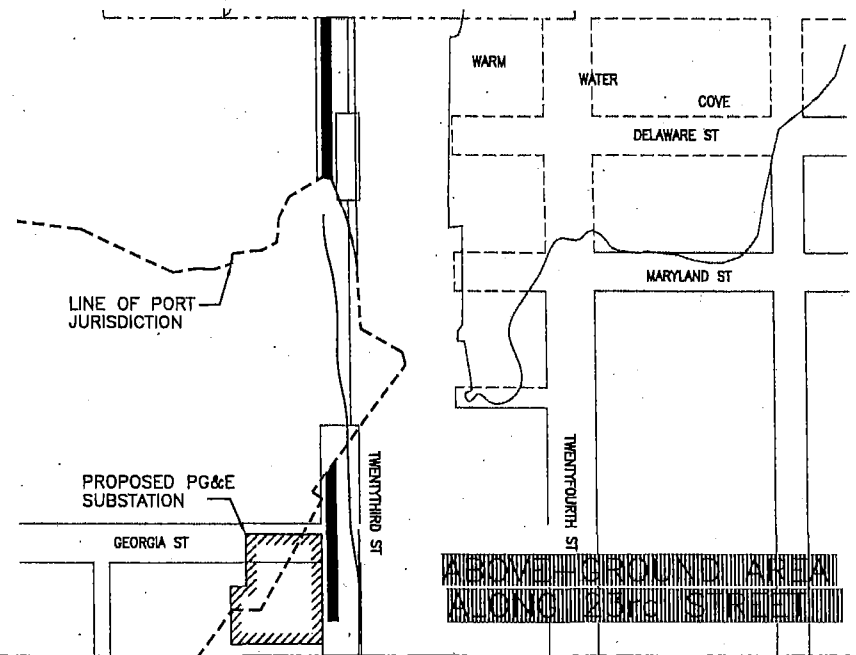 WARM
WATER
COVE
DELAWARE ST
MARYLAND ST
LINE OF PORT
JURISDICTION
PROPOSED PG&E
SUBSTATION
GEORGIA ST
TWENTYTHIRD ST
TWENTYFOURTH ST
ABOVE-GROUND AREA
ALONG 23rd STREET